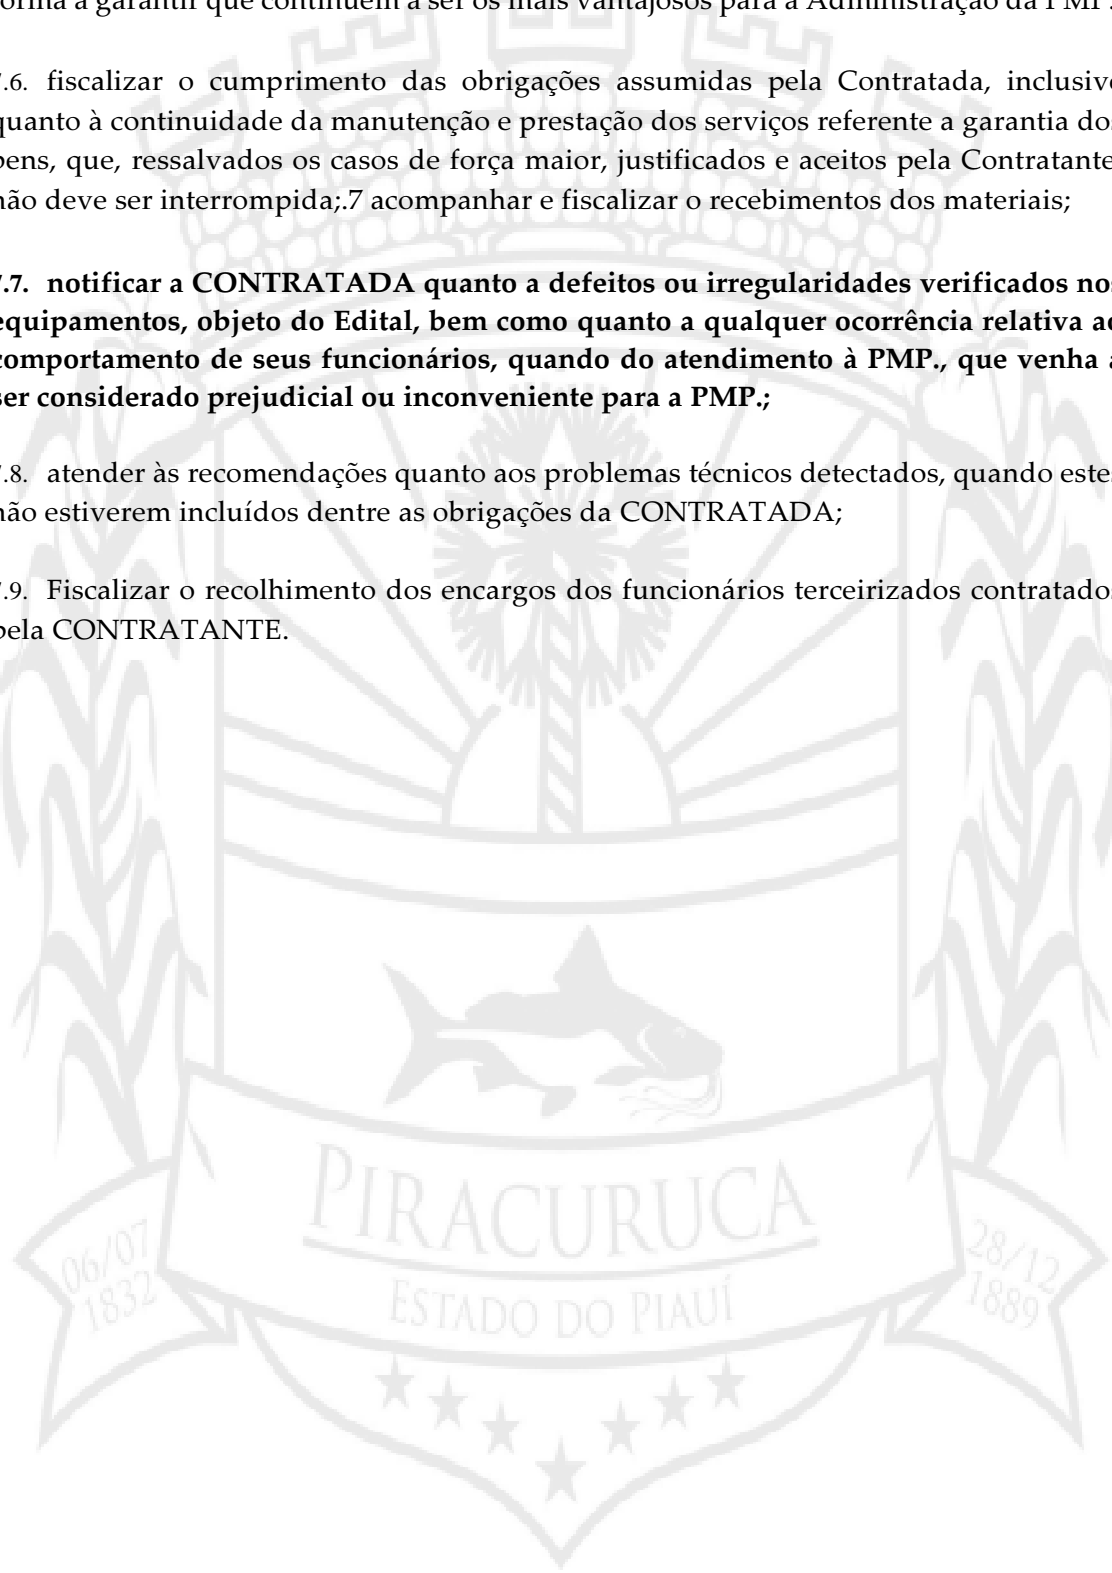 forma a garantir que continuem a ser os mais vantajosos para a Administração da PMP.
.6. fiscalizar o cumprimento das obrigações assumidas pela Contratada, inclusive
quanto à continuidade da manutenção e prestação dos serviços referente a garantia dos
bens, que, ressalvados os casos de força maior, justificados e aceitos pela Contratante
não deve ser interrompida;.7 acompanhar e fiscalizar o recebimentos dos materiais;
.7. notificar a CONTRATADA quanto a defeitos ou irregularidades verificados nos
equipamentos, objeto do Edital, bem como quanto a qualquer ocorrência relativa ao
comportamento de seus funcionários, quando do atendimento à PMP., que venha a
ser considerado prejudicial ou inconveniente para a PMP.;
.8. atender às recomendações quanto aos problemas técnicos detectados, quando estes
não estiverem incluídos dentre as obrigações da CONTRATADA;
.9. Fiscalizar o recolhimento dos encargos dos funcionários terceirizados contratados
pela CONTRATANTE.
PIRACURUCA
06/07
1832
28/12
1889
ESTADO DO PIAUÍ